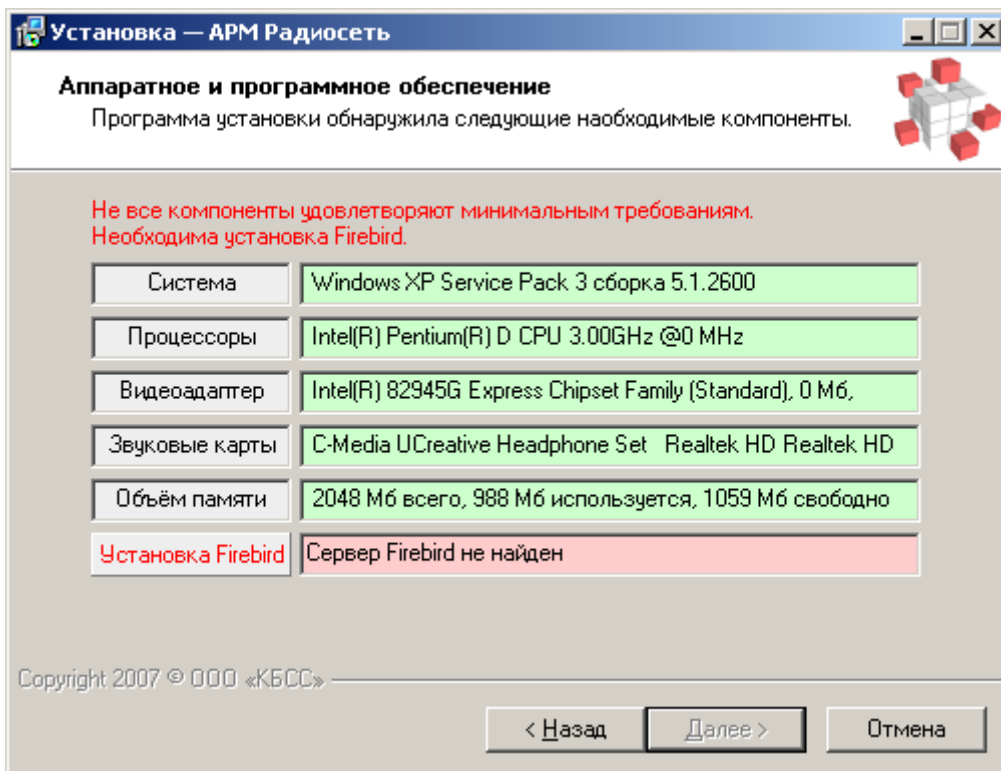 Установка — АРМ Радиосеть
Аппаратное и программное обеспечение
Программа установки обнаружила следующие наобходимые компоненты.
Не все компоненты удовлетворяют минимальным требованиям.
Необходима установка Firebird.
Система Windows XP Service Pack 3 сборка 5.1.2600
Процессоры Intel(R) Pentium(R) D CPU 3.00GHz @0 MHz
Видеоадаптер Intel(R) 82945G Express Chipset Family (Standard), 0 Мб,
Звуковые карты C-Media UCreative Headphone Set Realtek HD Realtek HD
Объём памяти 2048 Мб всего, 988 Мб используется, 1059 Мб свободно
Установка Firebird Сервер Firebird не найден
Copyright 2007 © ООО «КБСС»
< Назад Далее > Отмена